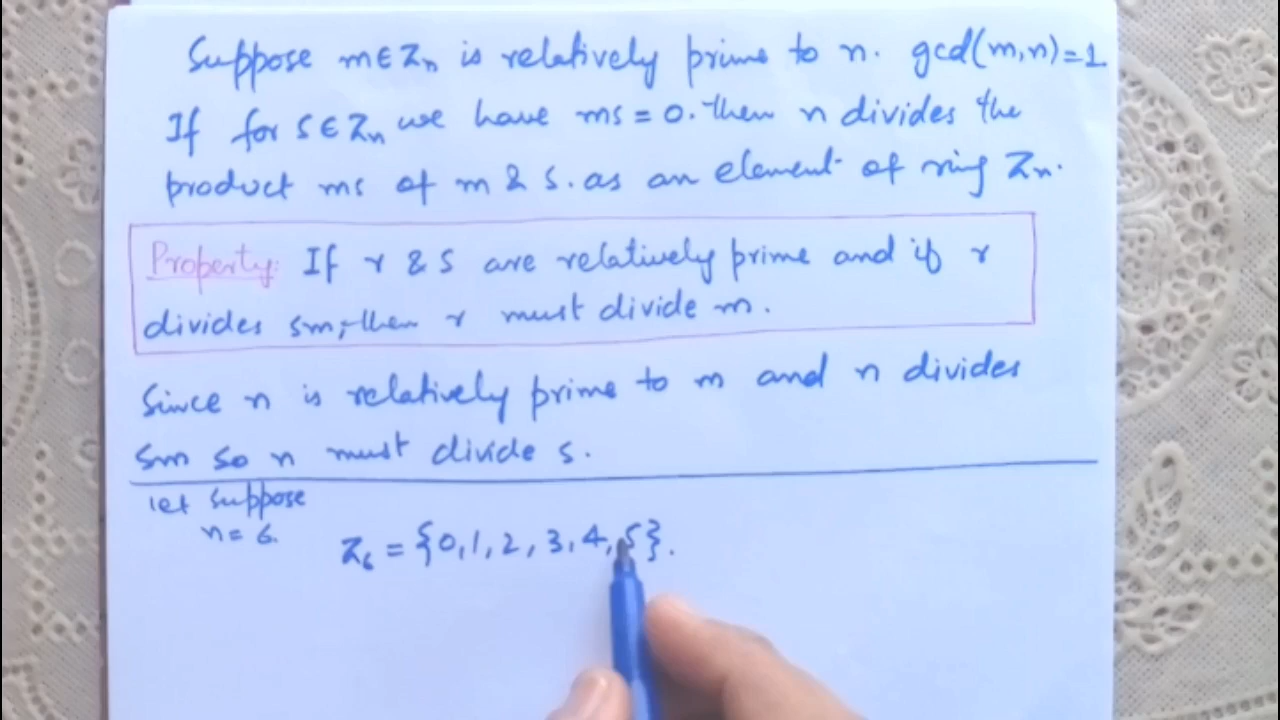 Suppose m ∈ Zₙ is relatively prime to n. gcd(m,n)=1
If for s ∈ Zₙ we have ms = 0. then n divides the
product ms of m & s. as an element of ring Zₙ.
Property: If r & s are relatively prime and if r
divides sm, then r must divide m.
Since n is relatively prime to m and n divides
sm so n must divide s.
let suppose
n = 6.
Z₆ = {0,1,2,3,4,5}.